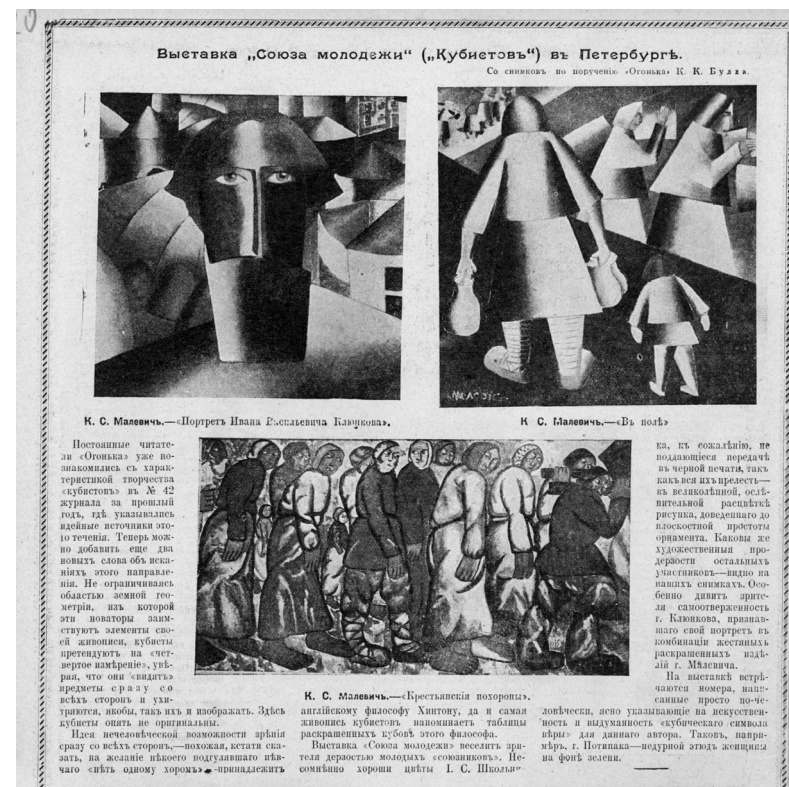 Выставка „Союза молодежи“ („Кубистовъ“) въ Петербургѣ.
Со снимковъ по порученію «Огонька» К. К. Булла.
К. С. Малевичъ.—«Портретъ Ивана Васильевича Клюнкова».
К С. Малевичъ.—«Въ полѣ»
Постоянные читате-
ли «Огонька» уже по-
знакомились съ харак-
теристикой творчества
«кубистовъ» въ № 42
журнала за прошлый
годъ, гдѣ указывались
идейные источники это-
го теченія. Теперь мож-
но добавить еще два
новыхъ слова объ иска-
ніяхъ этого направле-
нія. Не ограничиваясь
областью земной гео-
метріи, изъ которой
эти новаторы заим-
ствуютъ элементы сво-
ей живописи, кубисты
претендуютъ на «чет-
вертое измѣреніе», увѣ-
ряя, что они «видятъ»
предметы сразу со
всѣхъ сторонъ и ухи-
тряются, якобы, такъ ихъ и изображать. Здѣсь
кубисты опять не оригинальны.
Идея нечеловѣческой возможности зрѣнія
сразу со всѣхъ сторонъ,—похожая, кстати ска-
зать, на желаніе нѣкоего подгулявшаго пѣв-
чаго «пѣть одному хоромъ»,—принадлежитъ
К. С. Малевичъ.—«Крестьянскія похороны».
англійскому философу Хинтону, да и самая
живопись кубистовъ напоминаетъ таблицы
раскрашенныхъ кубовъ этого философа.
Выставка «Союза молодежи» веселитъ зри-
теля дерзостью молодыхъ «союзниковъ». Не-
сомнѣнно хороши цвѣты І. С. Школьни-
ка, къ сожалѣнію, не
поддающіеся передачѣ
въ черной печати, такъ
какъ вся ихъ прелесть—
въ великолѣпной, ослѣ-
пительной расцвѣткѣ
рисунка, доведеннаго до
плоскостной простоты
орнамента. Каковы же
художественныя про-
дерзости остальныхъ
участниковъ—видно на
нашихъ снимкахъ. Осо-
бенно дивитъ зрите-
ля самоотверженность
г. Клюнкова, признав-
шаго свой портретъ въ
комбинаціи жестяныхъ
раскрашенныхъ издѣ-
лій г. Мѣлевича.
На выставкѣ встрѣ-
чаются номера, напи-
санные просто по-че-
ловѣчески, ясно указывающіе на искусствен-
ность и выдуманность «кубическаго символа
вѣры» для даннаго автора. Таковъ, напри-
мѣръ, г. Потипака—недурной этюдъ женщины
на фонѣ зелени.